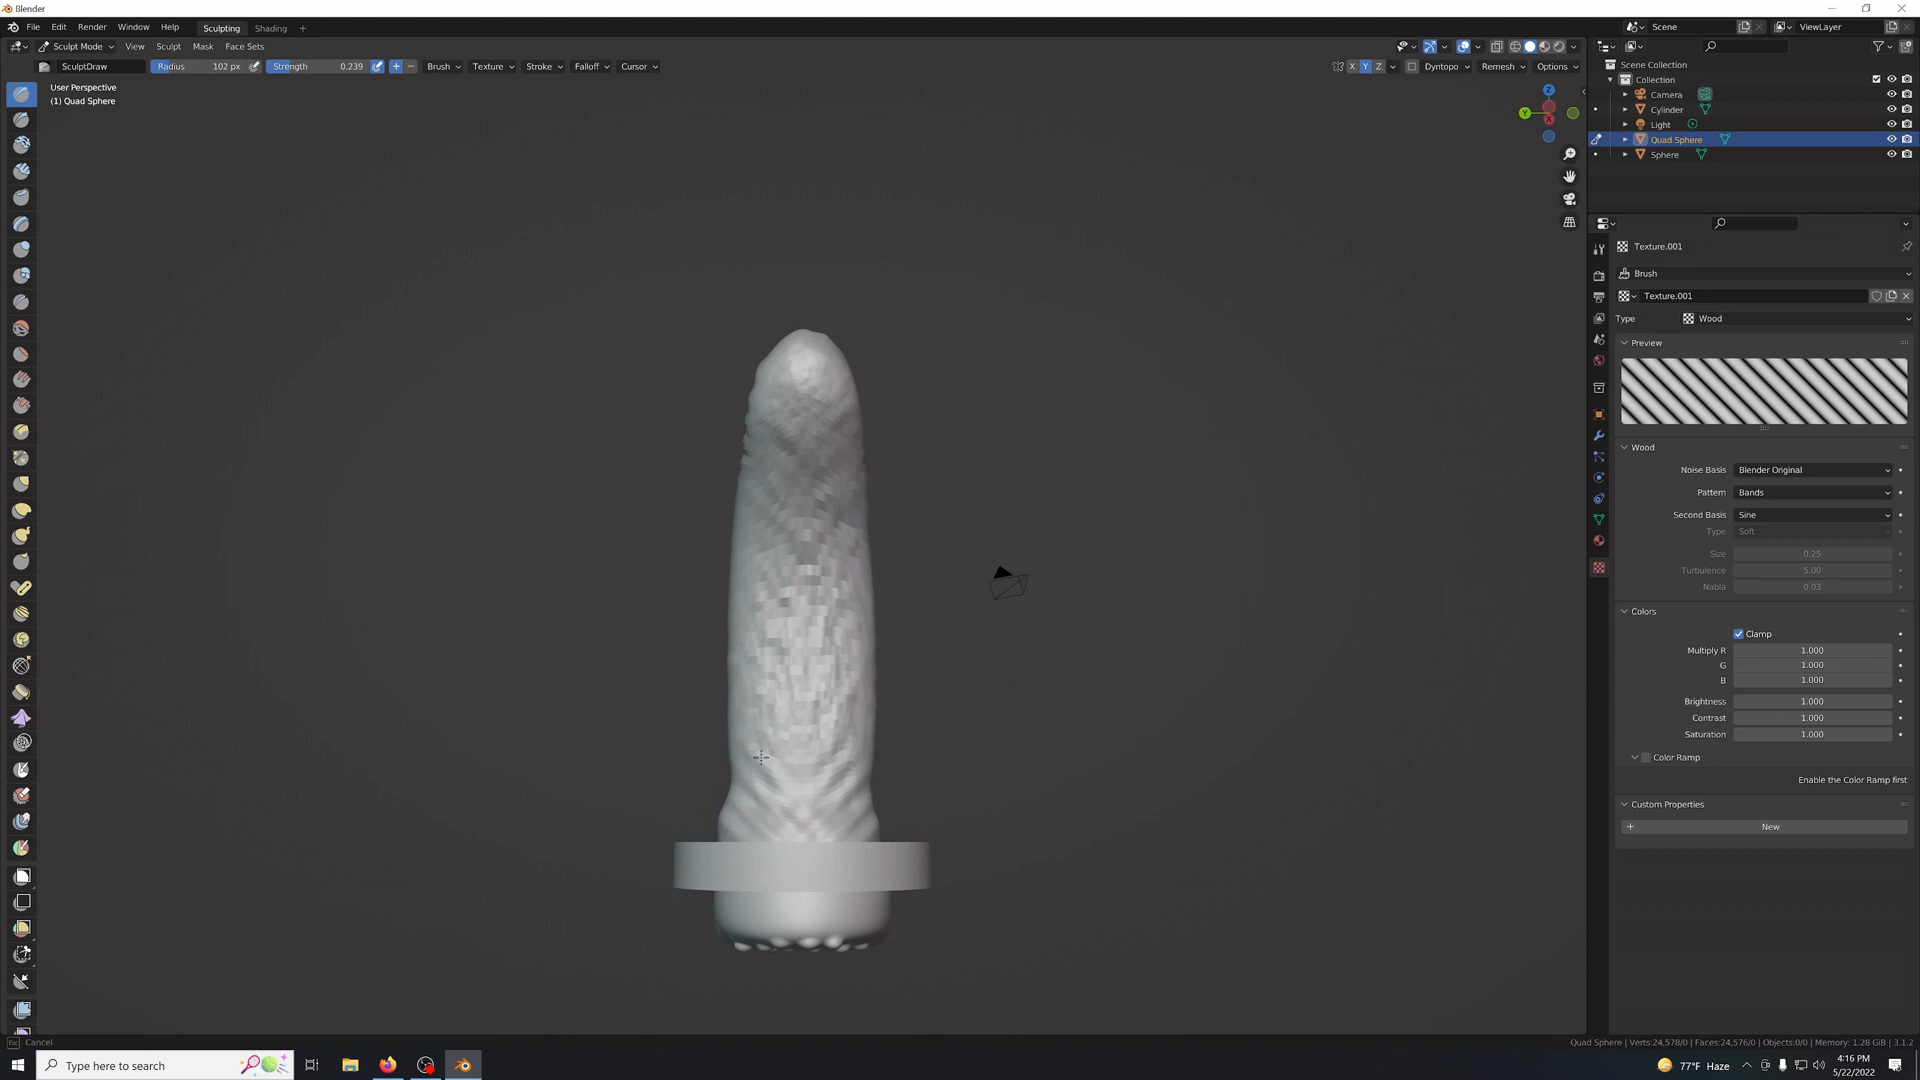 Blender
File Edit Render Window Help Sculpting Shading Scene ViewLayer
Sculpt Mode View Sculpt Mask Face Sets
SculptDraw Radius 102 px Strength 0.239 Brush Texture Stroke Falloff Cursor X Y Z Dyntopo Remesh Options
User Perspective
(1) Quad Sphere
Z
Y
X
Scene Collection
Collection
Camera
Cylinder
Light
Quad Sphere
Sphere
Texture.001
Brush
Texture.001
Type Wood
Preview
Wood
Noise Basis Blender Original
Pattern Bands
Second Basis Sine
Type Soft
Size 0.25
Turbulence 5.00
Nabla 0.03
Colors
Clamp
Multiply R 1.000
G 1.000
B 1.000
Brightness 1.000
Contrast 1.000
Saturation 1.000
Color Ramp
Enable the Color Ramp first
Custom Properties
New
Esc Cancel
Quad Sphere | Verts:24,578/0 | Faces:24,576/0 | Objects:0/0 | Memory: 1.28 GiB | 3.1.2
Type here to search
77°F Haze
4:16 PM
5/22/2022